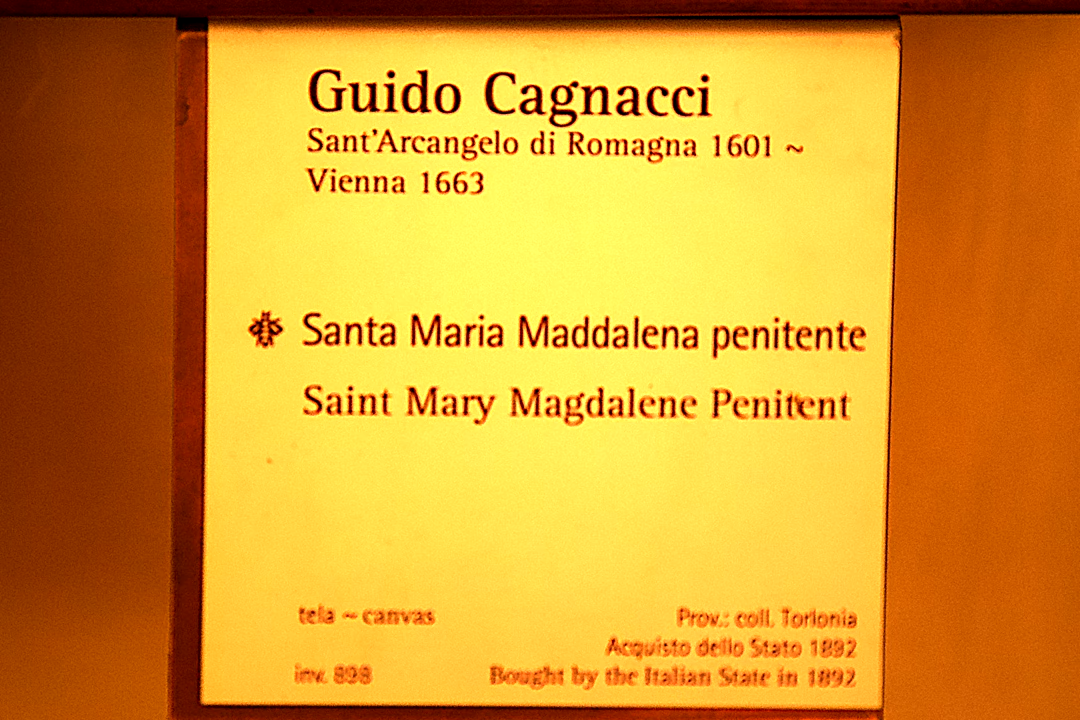 Guido Cagnacci
Sant'Arcangelo di Romagna 1601 ~
Vienna 1663
Santa Maria Maddalena penitente
Saint Mary Magdalene Penitent
tela ~ canvas
Prov.: coll. Torlonia
Acquisto dello Stato 1892
inv. 898
Bought by the Italian State in 1892